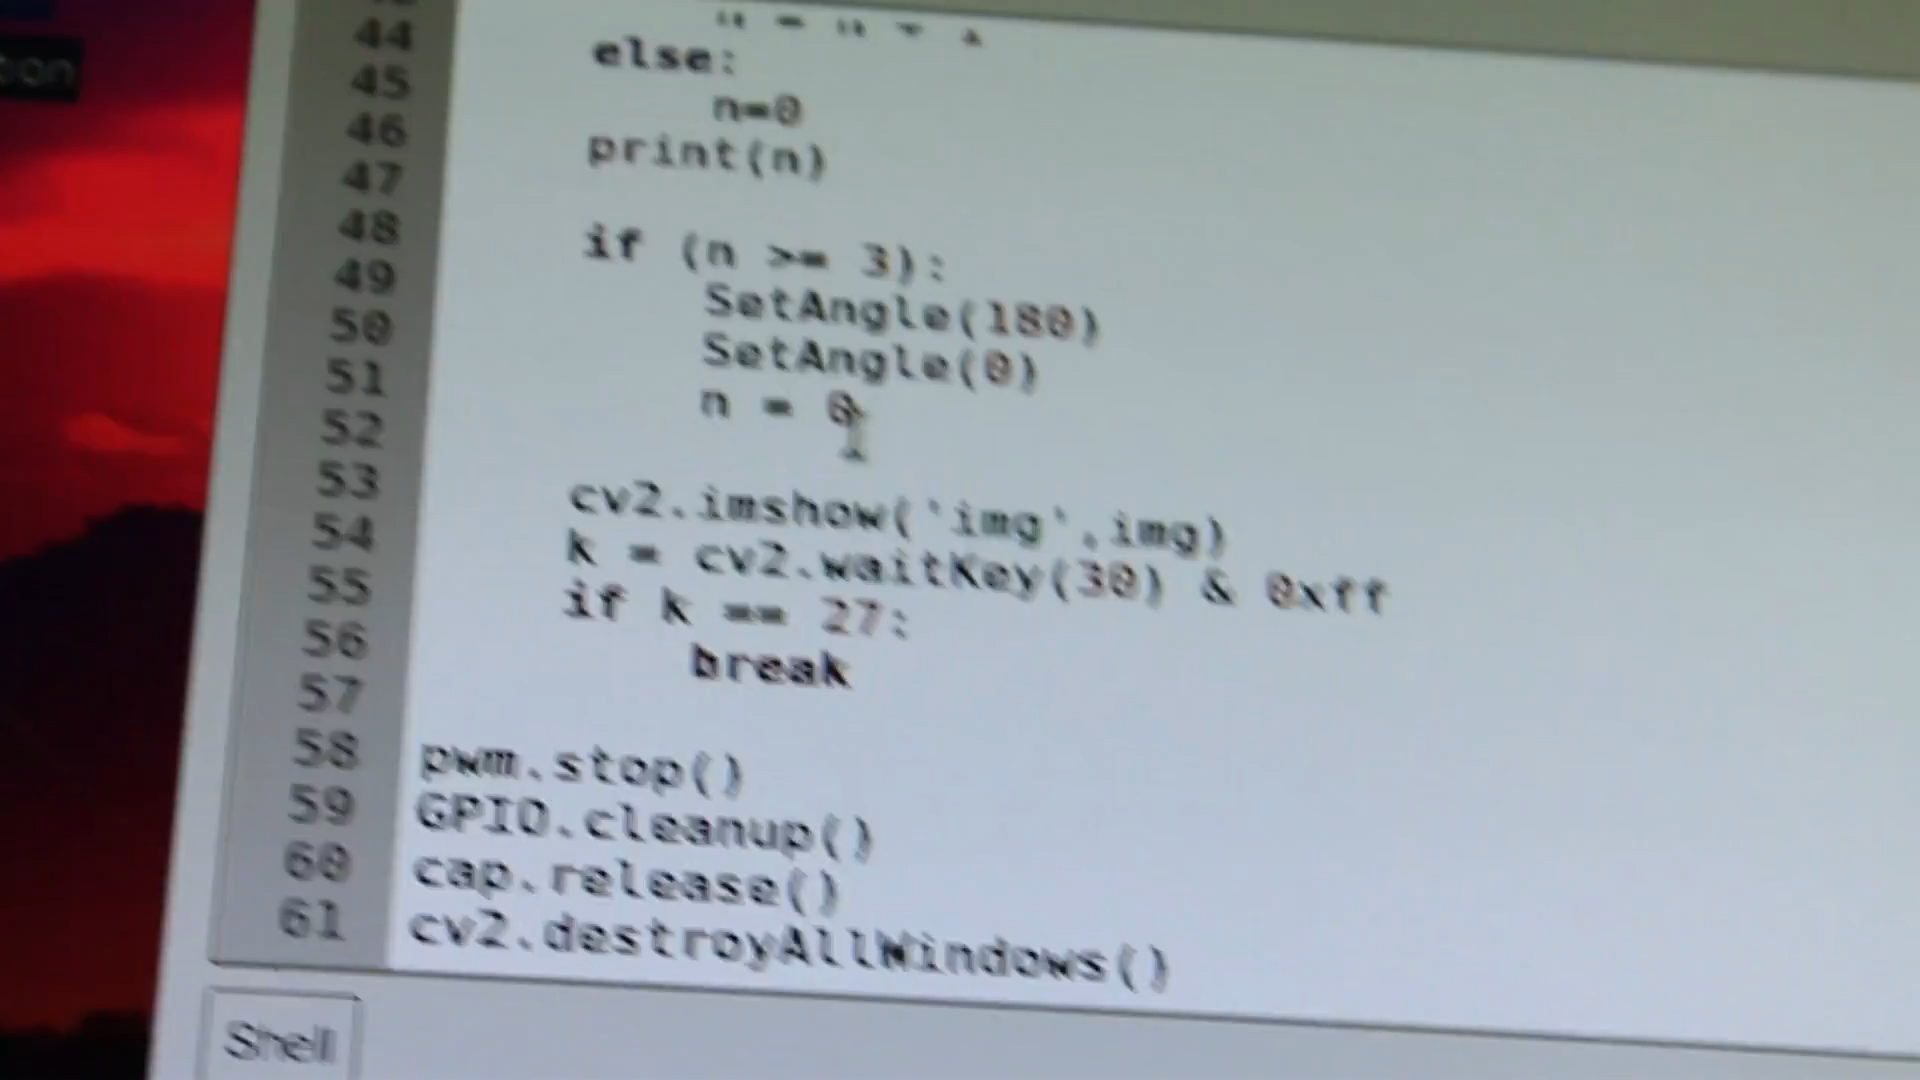 tion
44 else:
45 n=0
46 print(n)
47
48 if (n >= 3):
49 SetAngle(180)
50 SetAngle(0)
51 n = 0
52
53 cv2.imshow('img',img)
54 k = cv2.waitKey(30) & 0xff
55 if k == 27:
56 break
57
58 pwm.stop()
59 GPIO.cleanup()
60 cap.release()
61 cv2.destroyAllWindows()
Shell